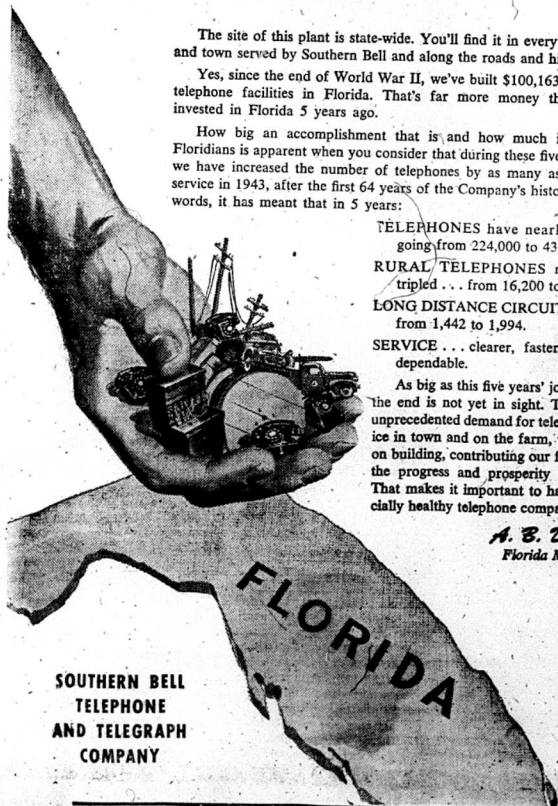 The site of this plant is state-wide. You'll find it in every
and town served by Southern Bell and along the roads and hi
Yes, since the end of World War II, we've built $100,163
telephone facilities in Florida. That's far more money th
invested in Florida 5 years ago.
How big an accomplishment that is and how much i
Floridians is apparent when you consider that during these five
we have increased the number of telephones by as many as
service in 1943, after the first 64 years of the Company's histo
words, it has meant that in 5 years:
TELEPHONES have nearl
going from 224,000 to 43
RURAL TELEPHONES
tripled . . . from 16,200 to
LONG DISTANCE CIRCUIT
from 1,442 to 1,994.
SERVICE . . . clearer, faster
dependable.
As big as this five years' jo
the end is not yet in sight. T
unprecedented demand for tele
ice in town and on the farm,
on building, contributing our f
the progress and prosperity
That makes it important to ha
cially healthy telephone compa
A. B.
Florida M
FLORIDA
SOUTHERN BELL
TELEPHONE
AND TELEGRAPH
COMPANY